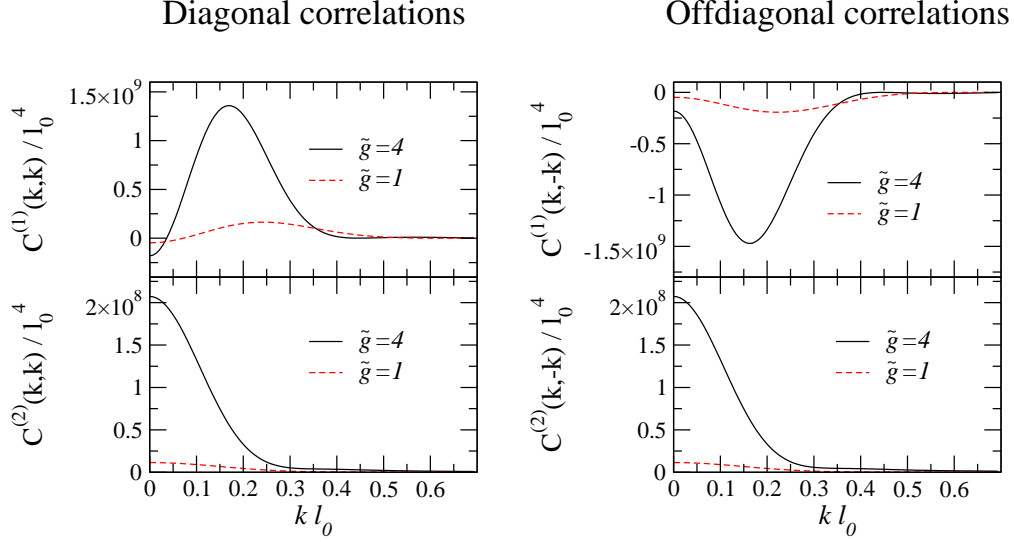 Diagonal correlations
C⁽¹⁾(k,k) / l₀⁴
1.5×10⁹
1
0.5
0
g̃=4
g̃=1
C⁽²⁾(k,k) / l₀⁴
2×10⁸
1.5
1
0.5
0
g̃=4
g̃=1
0 0.1 0.2 0.3 0.4 0.5 0.6
k l₀
Offdiagonal correlations
C⁽¹⁾(k,-k) / l₀⁴
0
-0.5
-1
-1.5×10⁹
g̃=4
g̃=1
C⁽²⁾(k,-k) / l₀⁴
2×10⁸
1.5
1
0.5
0
g̃=4
g̃=1
0 0.1 0.2 0.3 0.4 0.5 0.6
k l₀